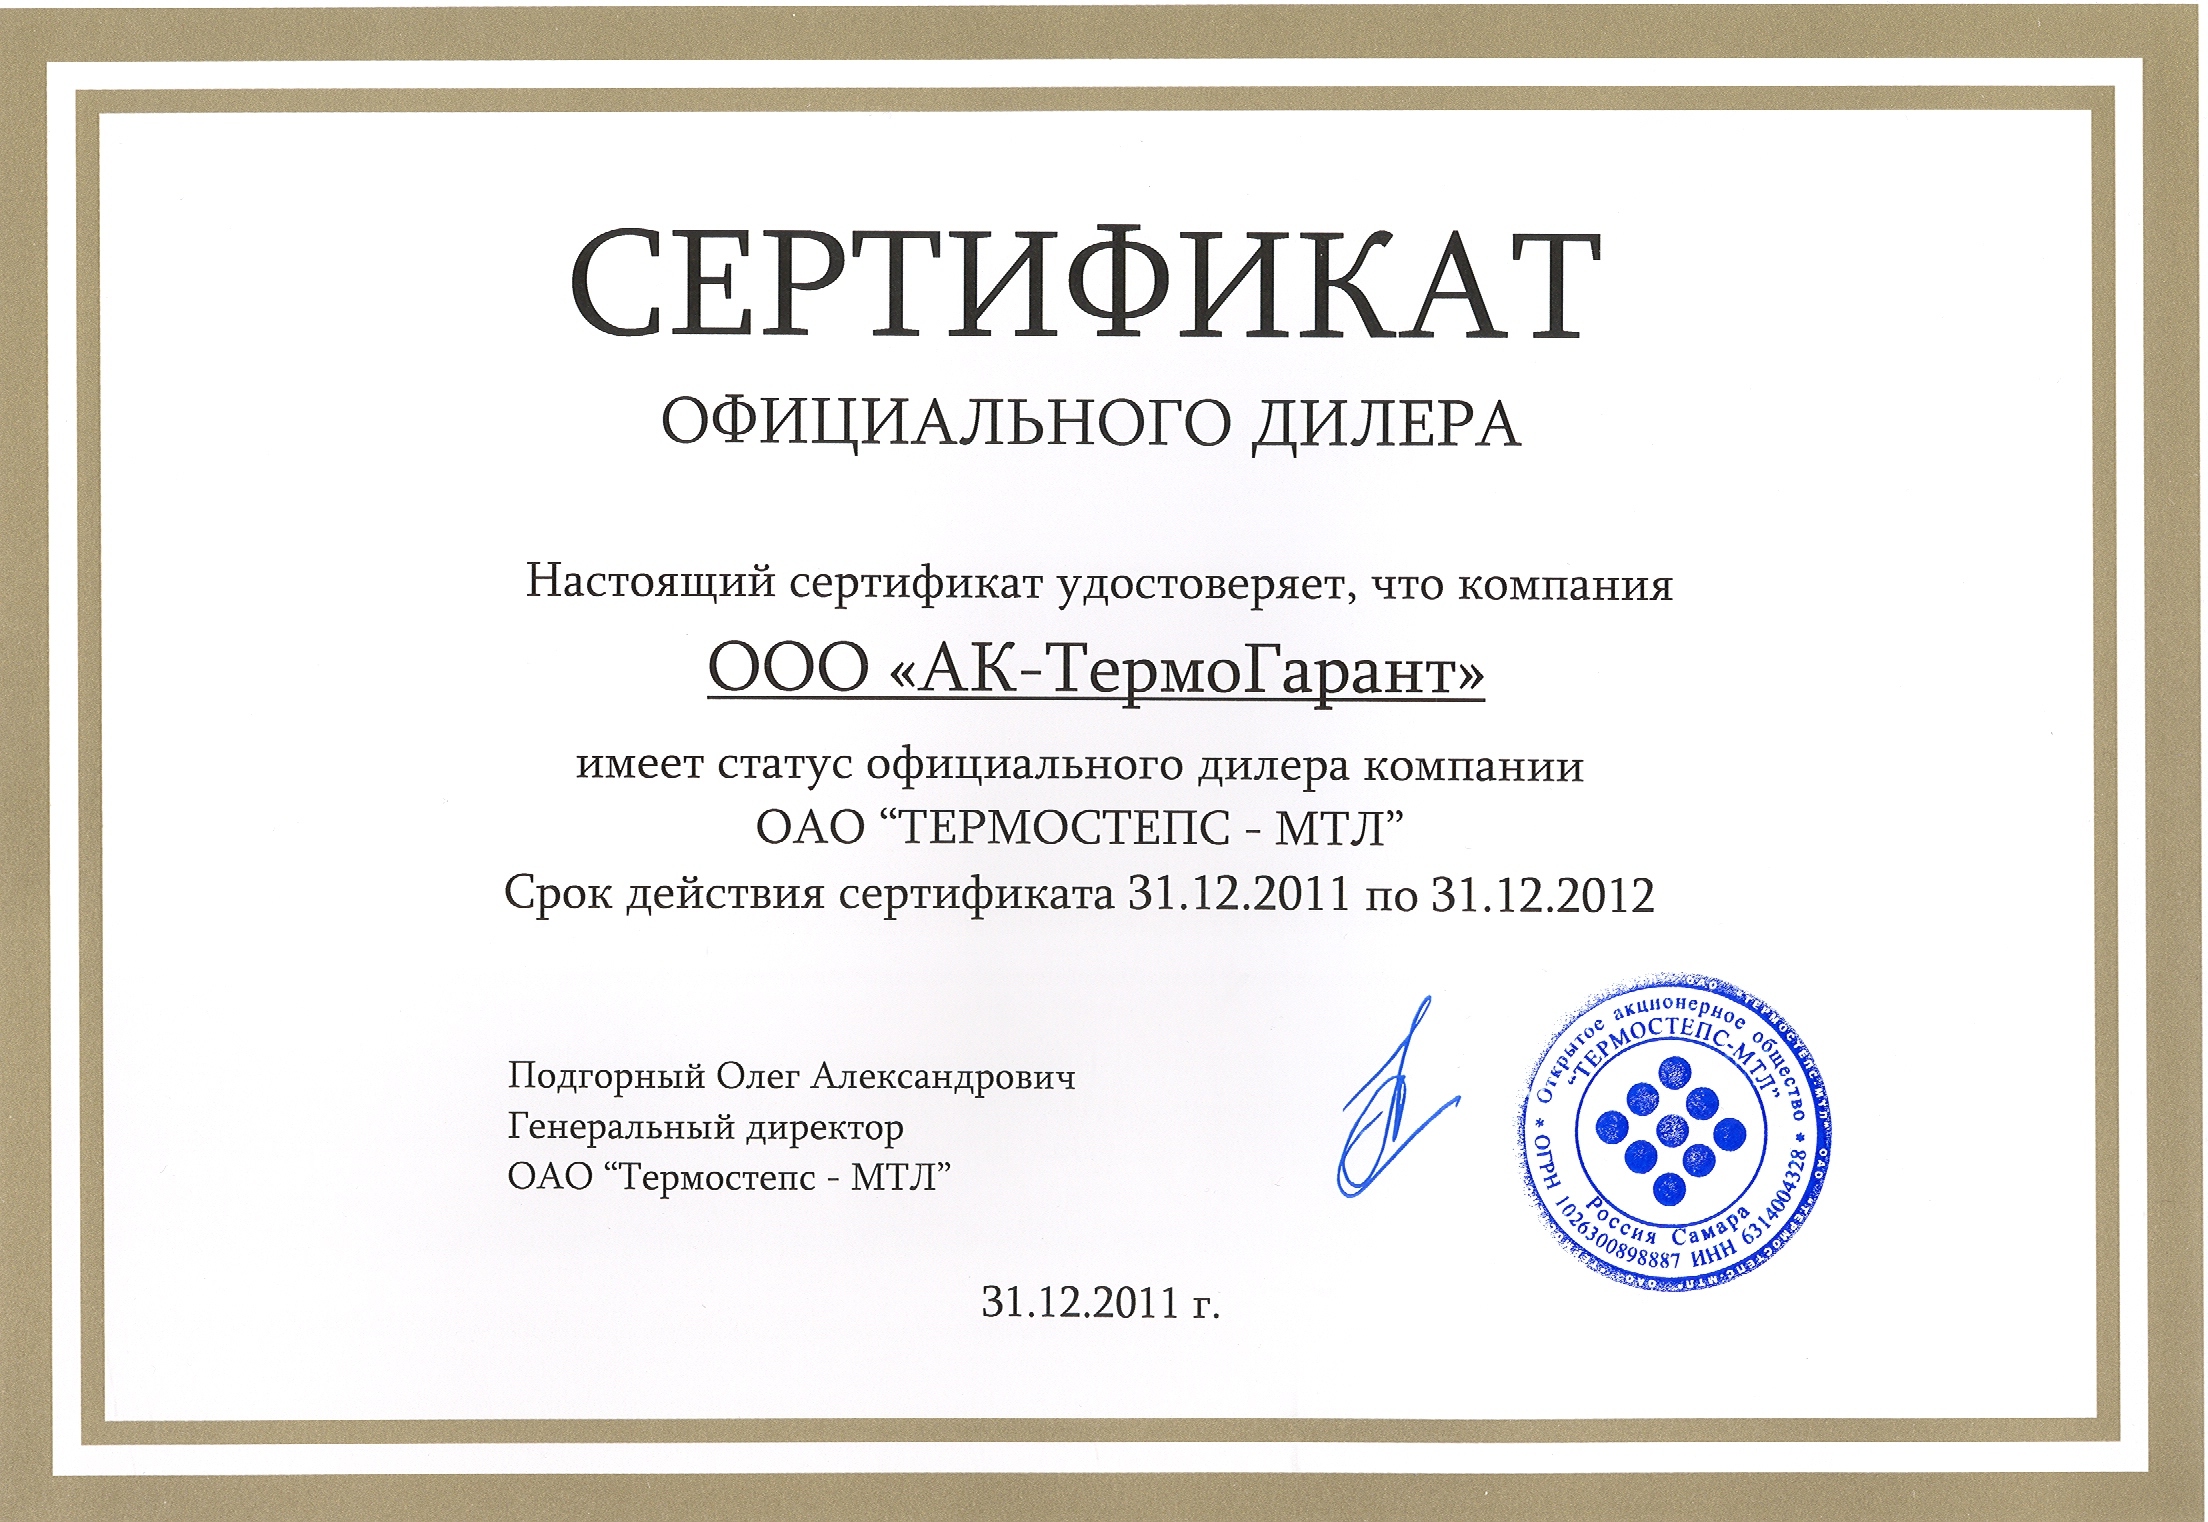 СЕРТИФИКАТ
ОФИЦИАЛЬНОГО ДИЛЕРА
Настоящий сертификат удостоверяет, что компания
ООО «АК-ТермоГарант»
имеет статус официального дилера компании
ОАО “ТЕРМОСТЕПС - МТЛ”
Срок действия сертификата 31.12.2011 по 31.12.2012
Подгорный Олег Александрович
Генеральный директор
ОАО “Термостепс - МТЛ”
31.12.2011 г.
* Открытое акционерное общество *
“ТЕРМОСТЕПС-МТЛ”
Россия Самара
ОГРН 1026300898887 ИНН 6314004328